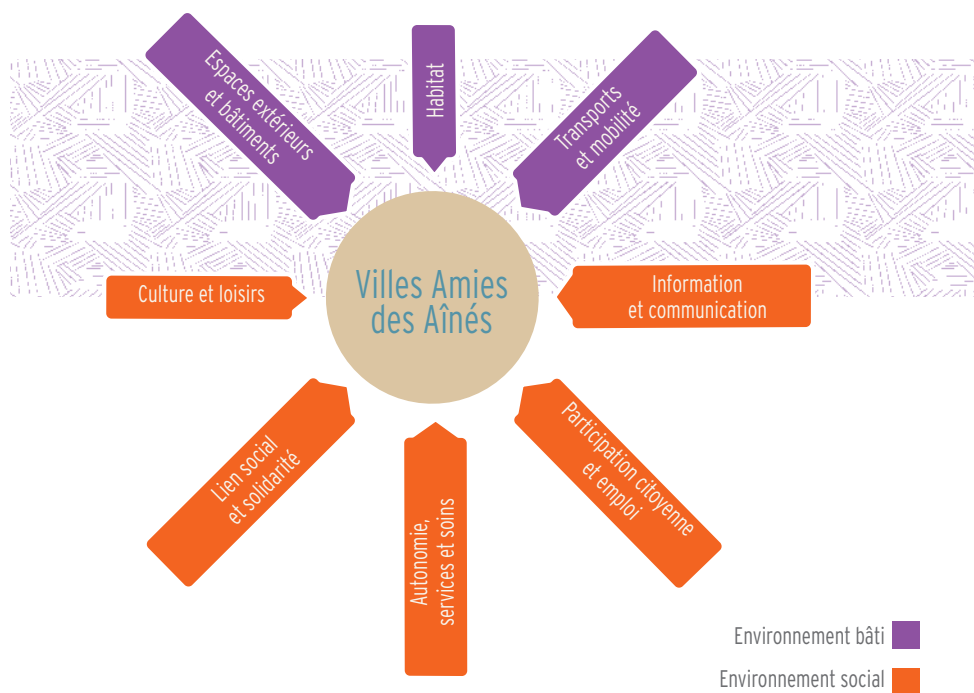 Espaces extérieurs
et bâtiments
Habitat
Transports
et mobilité
Culture et loisirs
Villes Amies
des Aînés
Information
et communication
Lien social
et solidarité
Autonomie,
services et soins
Participation citoyenne
et emploi
Environnement bâti
Environnement social